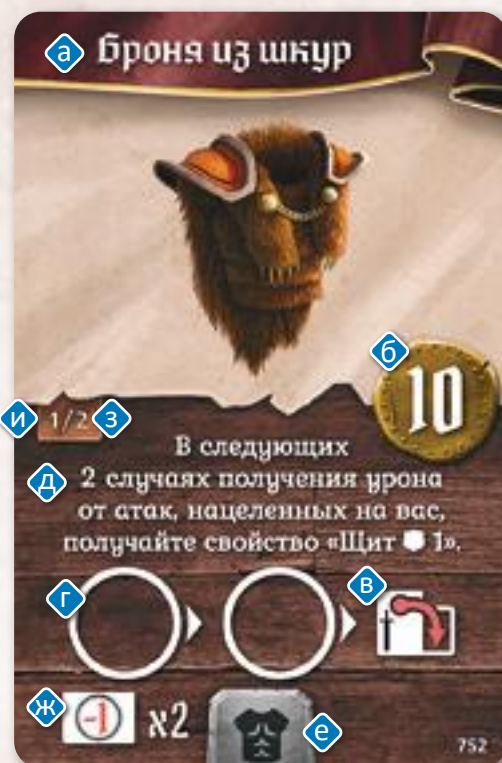 а Броня из шкур
б
10
и 1/2 з
В следующих
д 2 случаях получения урона
от атак, нацеленных на вас,
получайте свойство «Щит 1».
г в
ж -1 x2 е
752